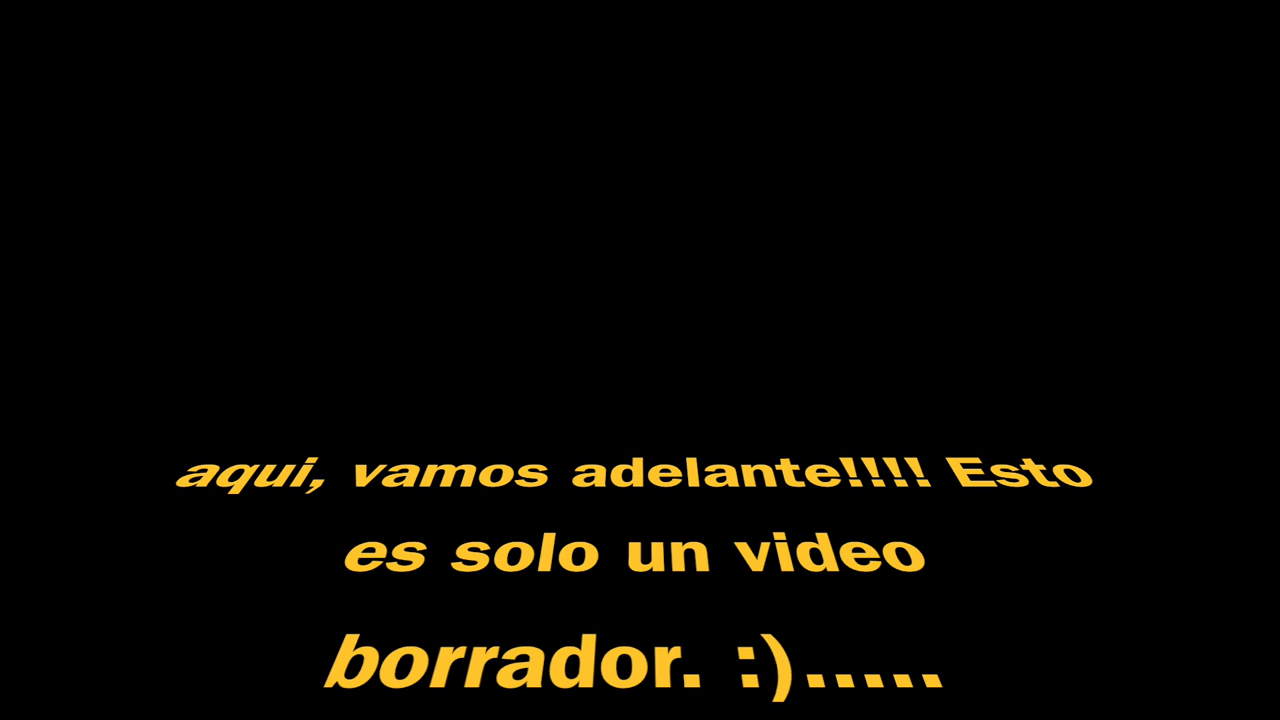 aqui, vamos adelante!!!! Esto
es solo un video
borrador. :).....